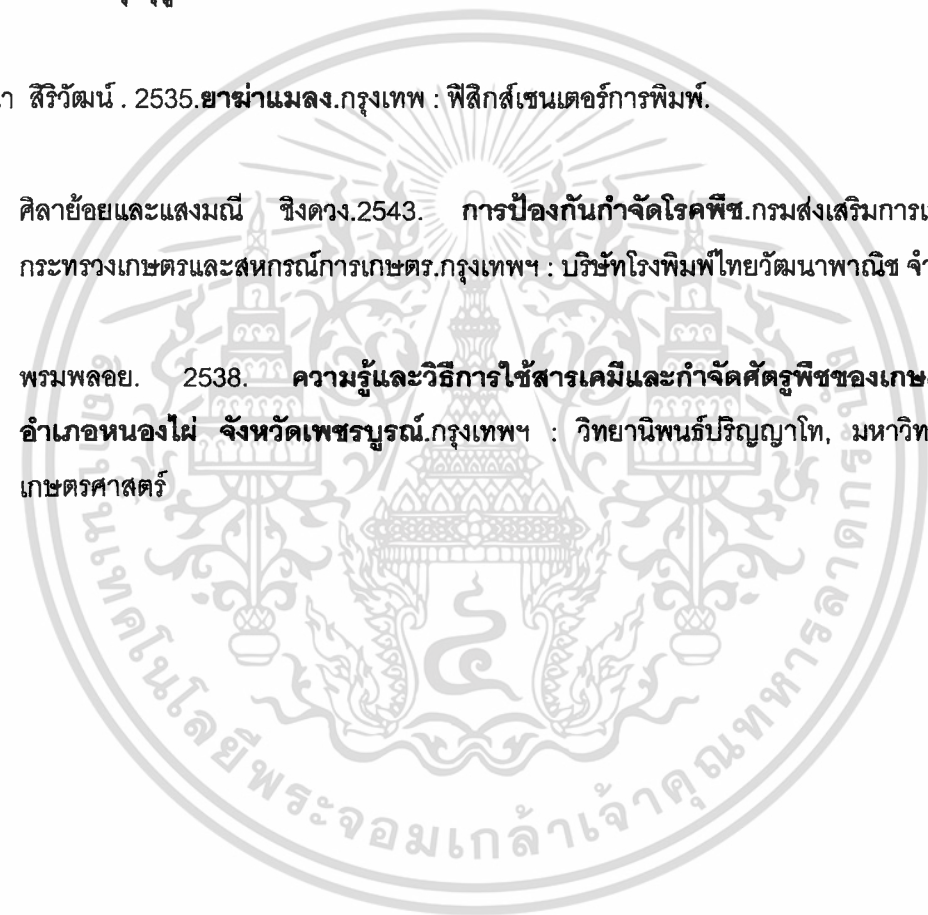 สิริวัฒน์ . 2535.ยาฆ่าแมลง.กรุงเทพ : ฟิสิกส์เซนเตอร์การพิมพ์.
ศิลาย้อยและแสงมณี ชิงดวง.2543. การป้องกันกำจัดโรคพืช.กรมส่งเสริมการเ
กระทรวงเกษตรและสหกรณ์การเกษตร.กรุงเทพฯ : บริษัทโรงพิมพ์ไทยวัฒนาพาณิช จำ
พรมพลอย. 2538. ความรู้และวิธีการใช้สารเคมีและกำจัดศัตรูพืชของเกษ
อำเภอหนองไผ่ จังหวัดเพชรบูรณ์.กรุงเทพฯ : วิทยานิพนธ์ปริญญาโท, มหาวิท
เกษตรศาสตร์
นเทคโนโลยีพระจอมเกล้าเจ้าคุณทหารลาดกระ